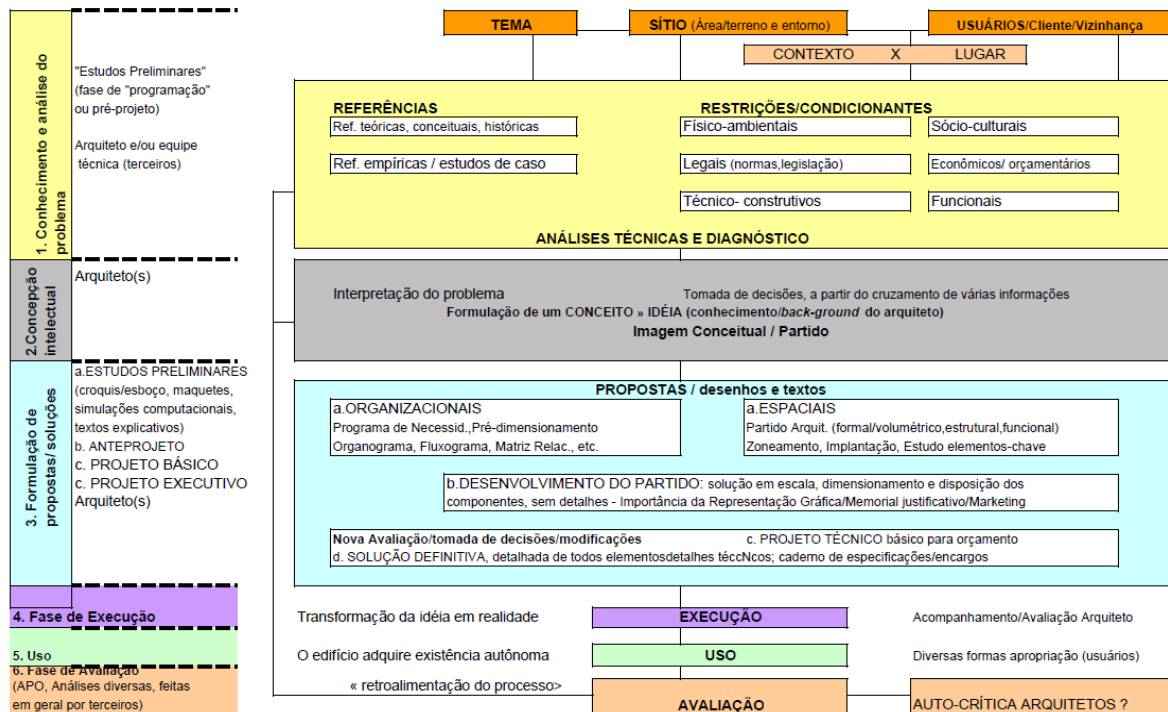 TEMA
SÍTIO (Área/terreno e entorno)
USUÁRIOS/Cliente/Vizinhança
CONTEXTO X LUGAR
1. Conhecimento e análise do
problema
"Estudos Preliminares"
(fase de "programação"
ou pré-projeto)
Arquiteto e/ou equipe
técnica (terceiros)
REFERÊNCIAS
RESTRIÇÕES/CONDICIONANTES
Ref. teóricas, conceituais, históricas
Físico-ambientais
Sócio-culturais
Ref. empíricas / estudos de caso
Legais (normas,legislação)
Econômicos/ orçamentários
Técnico- construtivos
Funcionais
ANÁLISES TÉCNICAS E DIAGNÓSTICO
2.Concepção
intelectual
Arquiteto(s)
Interpretação do problema
Tomada de decisões, a partir do cruzamento de várias informações
Formulação de um CONCEITO » IDÉIA (conhecimento/back-ground do arquiteto)
Imagem Conceitual / Partido
3. Formulação de
propostas/ soluções
a.ESTUDOS PRELIMINARES
(croquis/esboço, maquetes,
simulações computacionais,
textos explicativos)
b. ANTEPROJETO
c. PROJETO BÁSICO
c. PROJETO EXECUTIVO
Arquiteto(s)
PROPOSTAS / desenhos e textos
a.ORGANIZACIONAIS
Programa de Necessid.,Pré-dimensionamento
Organograma, Fluxograma, Matriz Relac., etc.
a.ESPACIAIS
Partido Arquit. (formal/volumétrico,estrutural,funcional)
Zoneamento, Implantação, Estudo elementos-chave
b.DESENVOLVIMENTO DO PARTIDO: solução em escala, dimensionamento e disposição dos
componentes, sem detalhes - Importância da Representação Gráfica/Memorial justificativo/Marketing
Nova Avaliação/tomada de decisões/modificações c. PROJETO TÉCNICO básico para orçamento
d. SOLUÇÃO DEFINITIVA, detalhada de todos elementosdetalhes téccNcos; caderno de especificações/encargos
4. Fase de Execução
Transformação da idéia em realidade
EXECUÇÃO
Acompanhamento/Avaliação Arquiteto
5. Uso
O edifício adquire existência autônoma
USO
Diversas formas apropriação (usuários)
6. Fase de Avaliação
(APO, Análises diversas, feitas
em geral por terceiros)
« retroalimentação do processo>
AVALIAÇÃO
AUTO-CRÍTICA ARQUITETOS ?